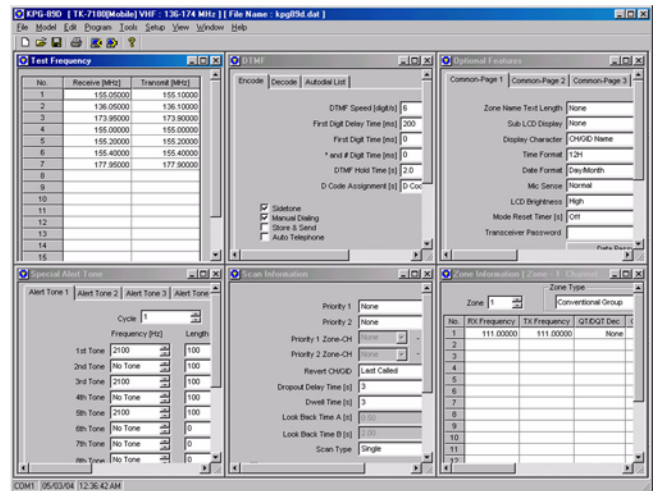 KPG-89D [ TK-7180[Mobile] VHF : 136-174 MHz ] [ File Name : kpg89d.dat ]
File Model Edit Program Tools Setup View Window Help
Test Frequency
No. Receive [MHz] Transmit [MHz]
1 155.05000 155.10000
2 136.05000 136.10000
3 173.95000 173.90000
4 155.00000 155.00000
5 155.20000 155.20000
6 155.40000 155.40000
7 177.95000 177.90000
8
9
10
11
12
13
14
15
DTMF
Encode Decode Autodial List
DTMF Speed [digit/s] 6
First Digit Delay Time [ms] 200
First Digit Time [ms] 0
* and # Digit Time [ms] 0
DTMF Hold Time [s] 2.0
D Code Assignment [s] D Coc
Sidetone
Manual Dialing
Store & Send
Auto Telephone
Optional Features
Common-Page 1 Common-Page 2 Common-Page 3
Zone Name Text Length None
Sub LCD Display None
Display Character CH/GID Name
Time Format 12H
Date Format Day/Month
Mic Sense Normal
LCD Brightness High
Mode Reset Timer [s] Off
Transceiver Password
Data Pass
Special Alert Tone
Alert Tone 1 Alert Tone 2 Alert Tone 3 Alert Tone
Cycle 1
Frequency [Hz] Length
1st Tone 2100 100
2nd Tone No Tone 100
3rd Tone 2100 100
4th Tone No Tone 100
5th Tone 2100 100
6th Tone No Tone 0
7th Tone No Tone 0
8th Tone No Tone 0
Scan Information
Priority 1 None
Priority 2 None
Priority 1 Zone-CH None -
Priority 2 Zone-CH None -
Revert CH/GID Last Called
Dropout Delay Time [s] 3
Dwell Time [s] 3
Look Back Time A [s] 0.50
Look Back Time B [s] 2.00
Scan Type Single
Zone Information [ Zone - 1 Channel
Zone Type
Zone 1 Conventional Group
No. RX Frequency TX Frequency QT/DQT Dec
1 111.00000 111.00000 None
2
3
4
5
6
7
8
9
10
11
12
COM1 05/03/04 12:36:42 AM